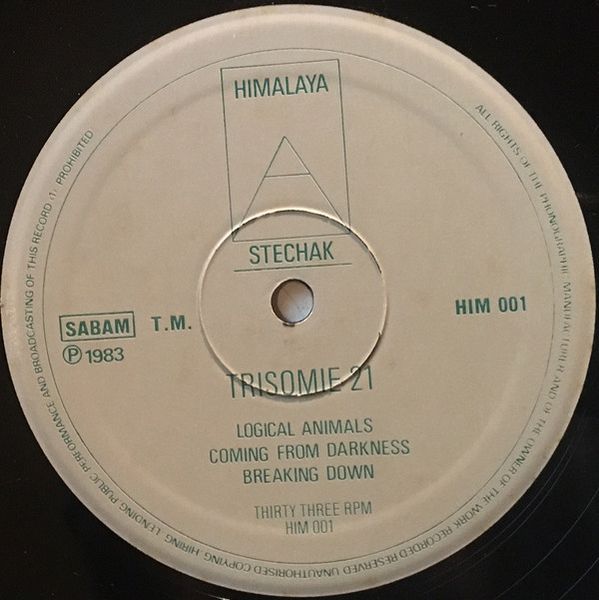 HIMALAYA
A
STECHAK
SABAM T.M.
Ⓟ 1983
HIM 001
TRISOMIE 21
LOGICAL ANIMALS
COMING FROM DARKNESS
BREAKING DOWN
THIRTY THREE RPM
HIM 001
ALL RIGHTS OF THE PHONOGRAPHIC MANUFACTURER AND OF THE OWNER OF THE WORK RECORDED RESERVED UNAUTHORISED COPYING HIRING LENDING PUBLIC PERFORMANCE AND BROADCASTING OF THIS RECORD PROHIBITED